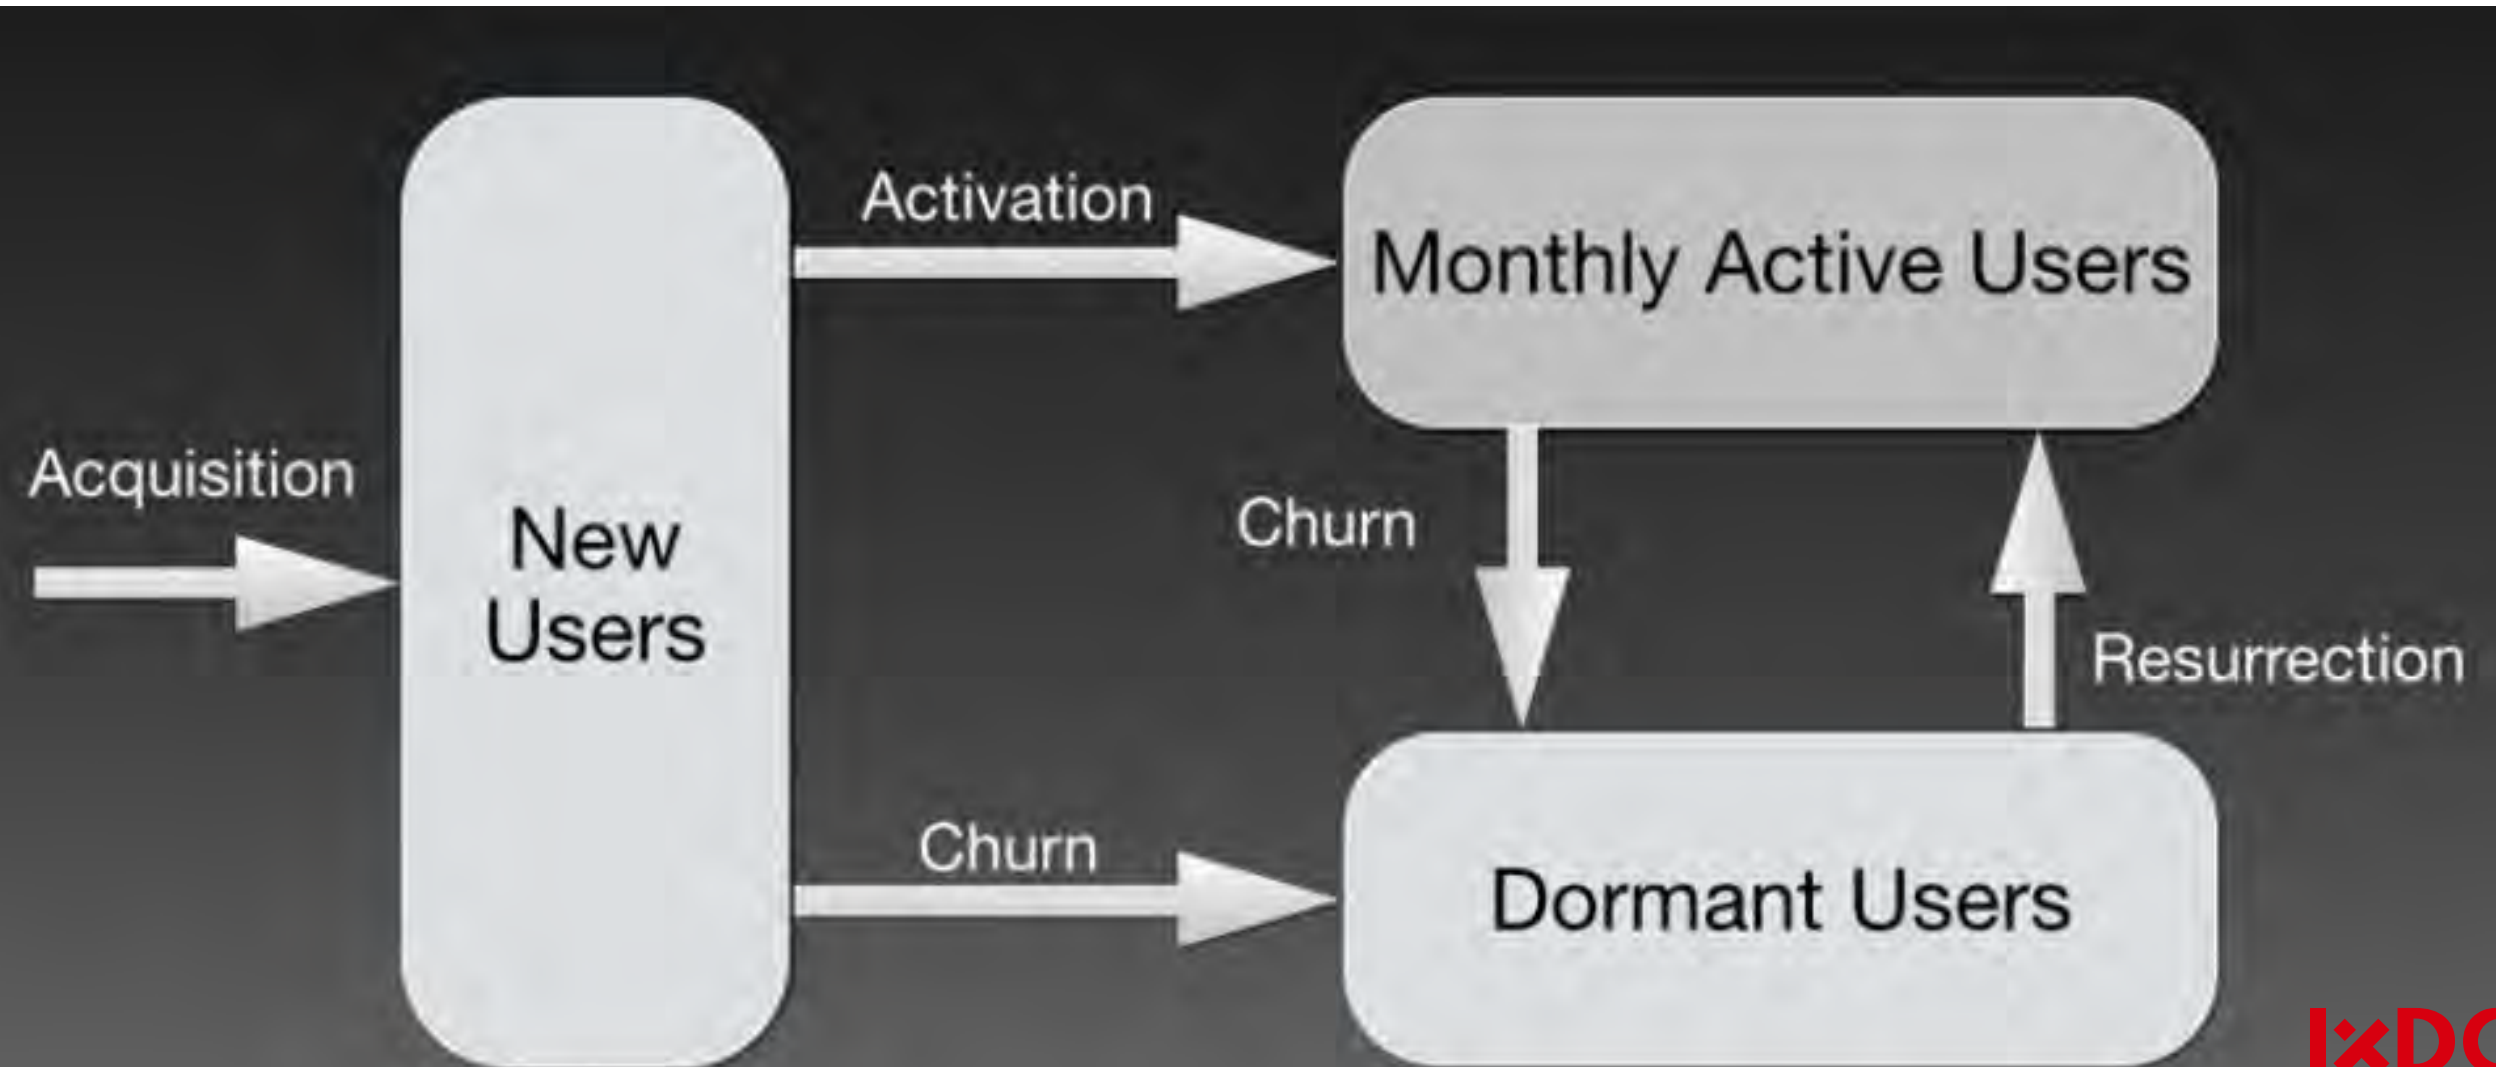 Activation
Monthly Active Users
Acquisition
New
Users
Churn
Resurrection
Churn
Dormant Users